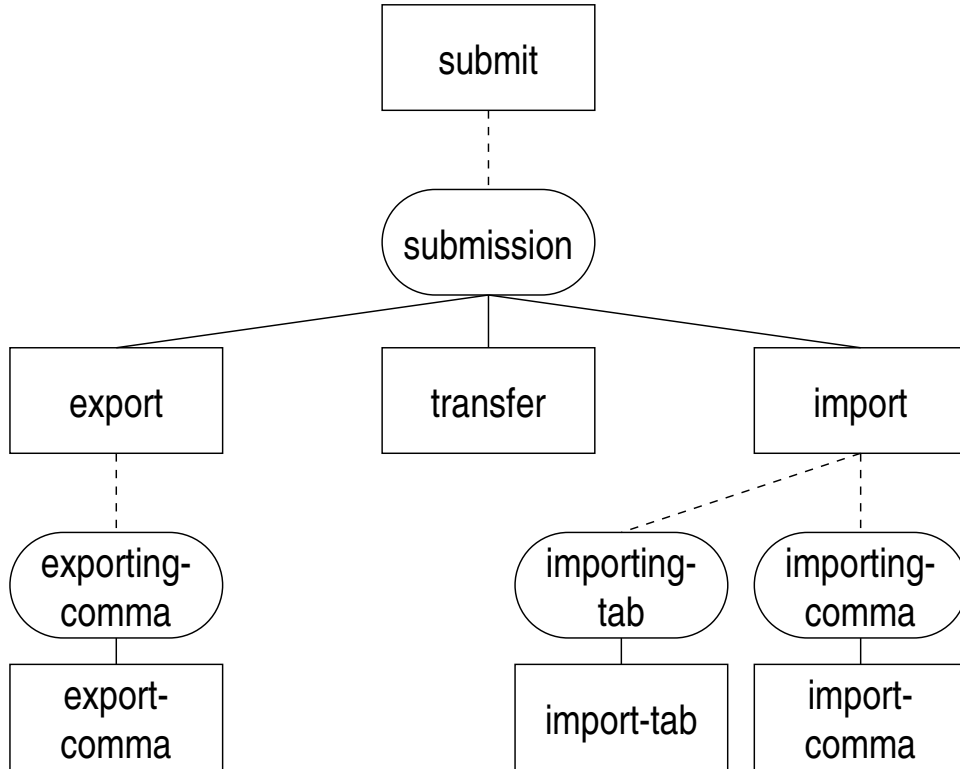 submit
submission
export
transfer
import
exporting-
comma
importing-
tab
importing-
comma
export-
comma
import-tab
import-
comma